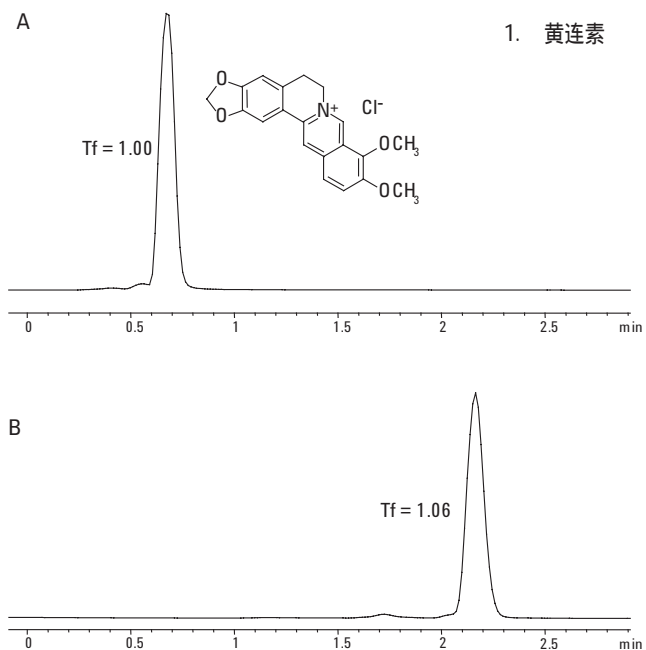 A
1. 黄连素
O
O
N+
Cl-
OCH3
OCH3
Tf = 1.00
0 0.5 1 1.5 2 2.5 min
B
Tf = 1.06
0 0.5 1 1.5 2 2.5 min